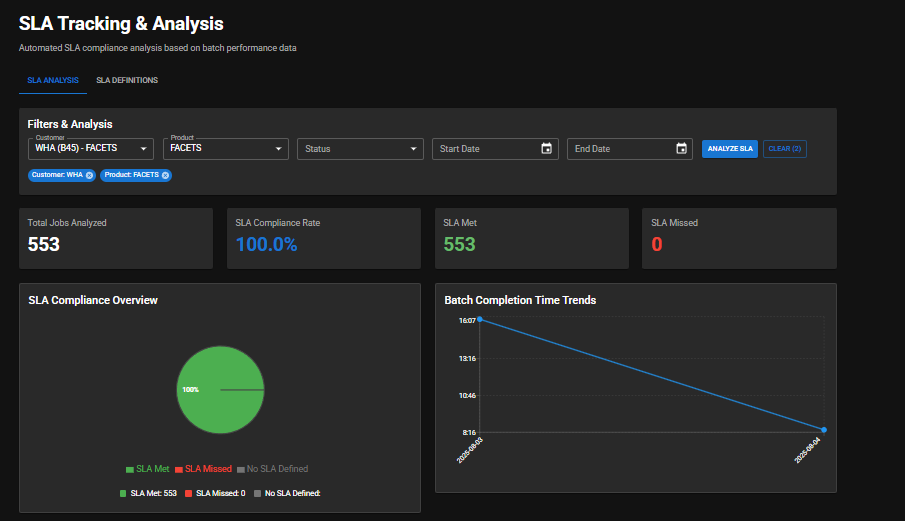 SLA Tracking & Analysis
Automated SLA compliance analysis based on batch performance data
SLA ANALYSIS SLA DEFINITIONS
Filters & Analysis
Customer Product
WHA (B45) - FACETS FACETS Status Start Date End Date ANALYZE SLA CLEAR (2)
Customer: WHA Product: FACETS
Total Jobs Analyzed SLA Compliance Rate SLA Met SLA Missed
553 100.0% 553 0
SLA Compliance Overview
100%
SLA Met SLA Missed No SLA Defined
SLA Met: 553 SLA Missed: 0 No SLA Defined:
Batch Completion Time Trends
16:07
13:16
10:46
8:16
2025-08-03 2025-08-04